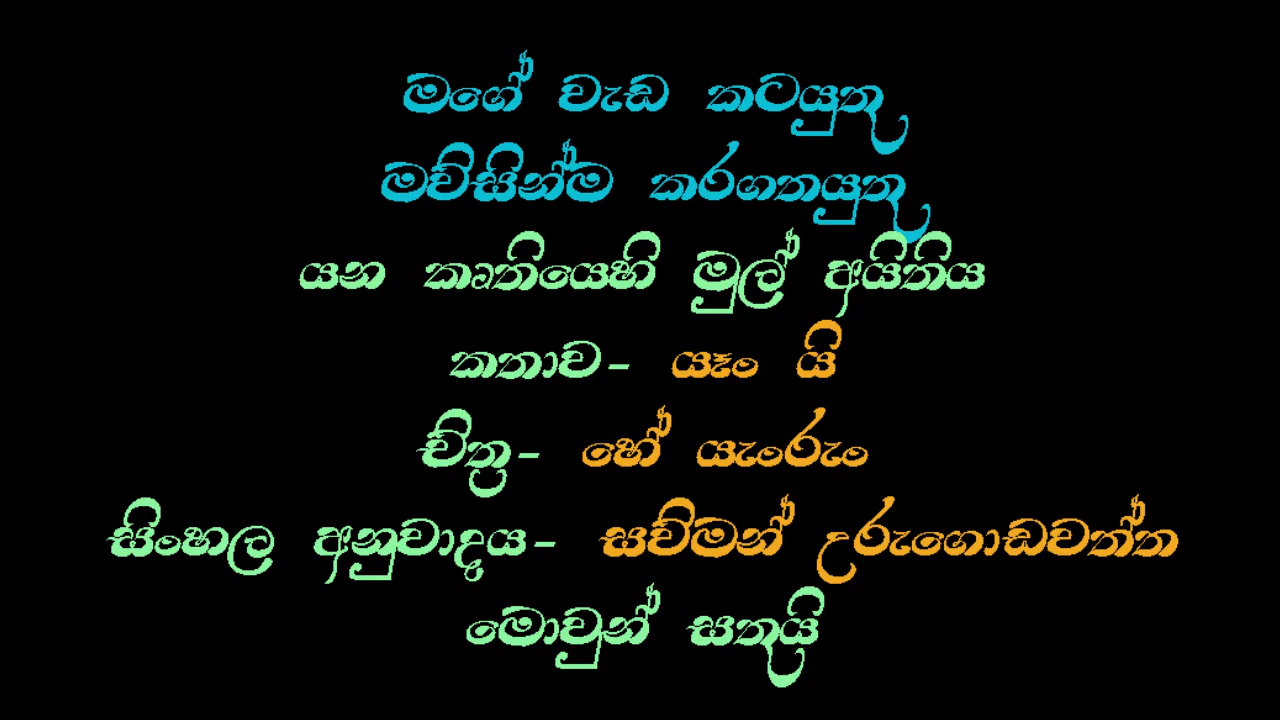 මගේ වැඩ කටයුතු
මවිසින්ම කරගතයුතු
යන කෘතියෙහි මුල් අයිතිය
කතාව- යෑං යි
චිත්‍ර- හේ යැංරුං
සිංහල අනුවාදය- සචිමන් උරුගොඩවත්ත
මොවුන් සතුයි